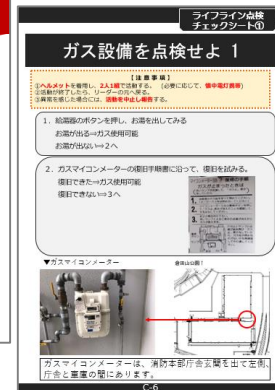 ライフライン点検
チェックシート①
ガス設備を点検せよ 1
【注意事項】
①ヘルメットを着用し、2人1組で活動する。（必要に応じて、懐中電灯携帯）
②活動が終了したら、リーダーの元へ戻る。
③異常を感じた場合には、活動を中止し報告する。
1．給湯器のボタンを押し、お湯を出してみる
お湯が出る⇒ガス使用可能
お湯が出ない⇒2へ
2．ガスマイコンメーターの復旧手順書に沿って、復旧を試みる。
復旧できた⇒ガス使用可能
復旧できない⇒3へ
▼ガスマイコンメーター
ガスマイコンメーターは、消防本部庁舎玄関を出て左側、
庁舎と車庫の間にあります。
C-6